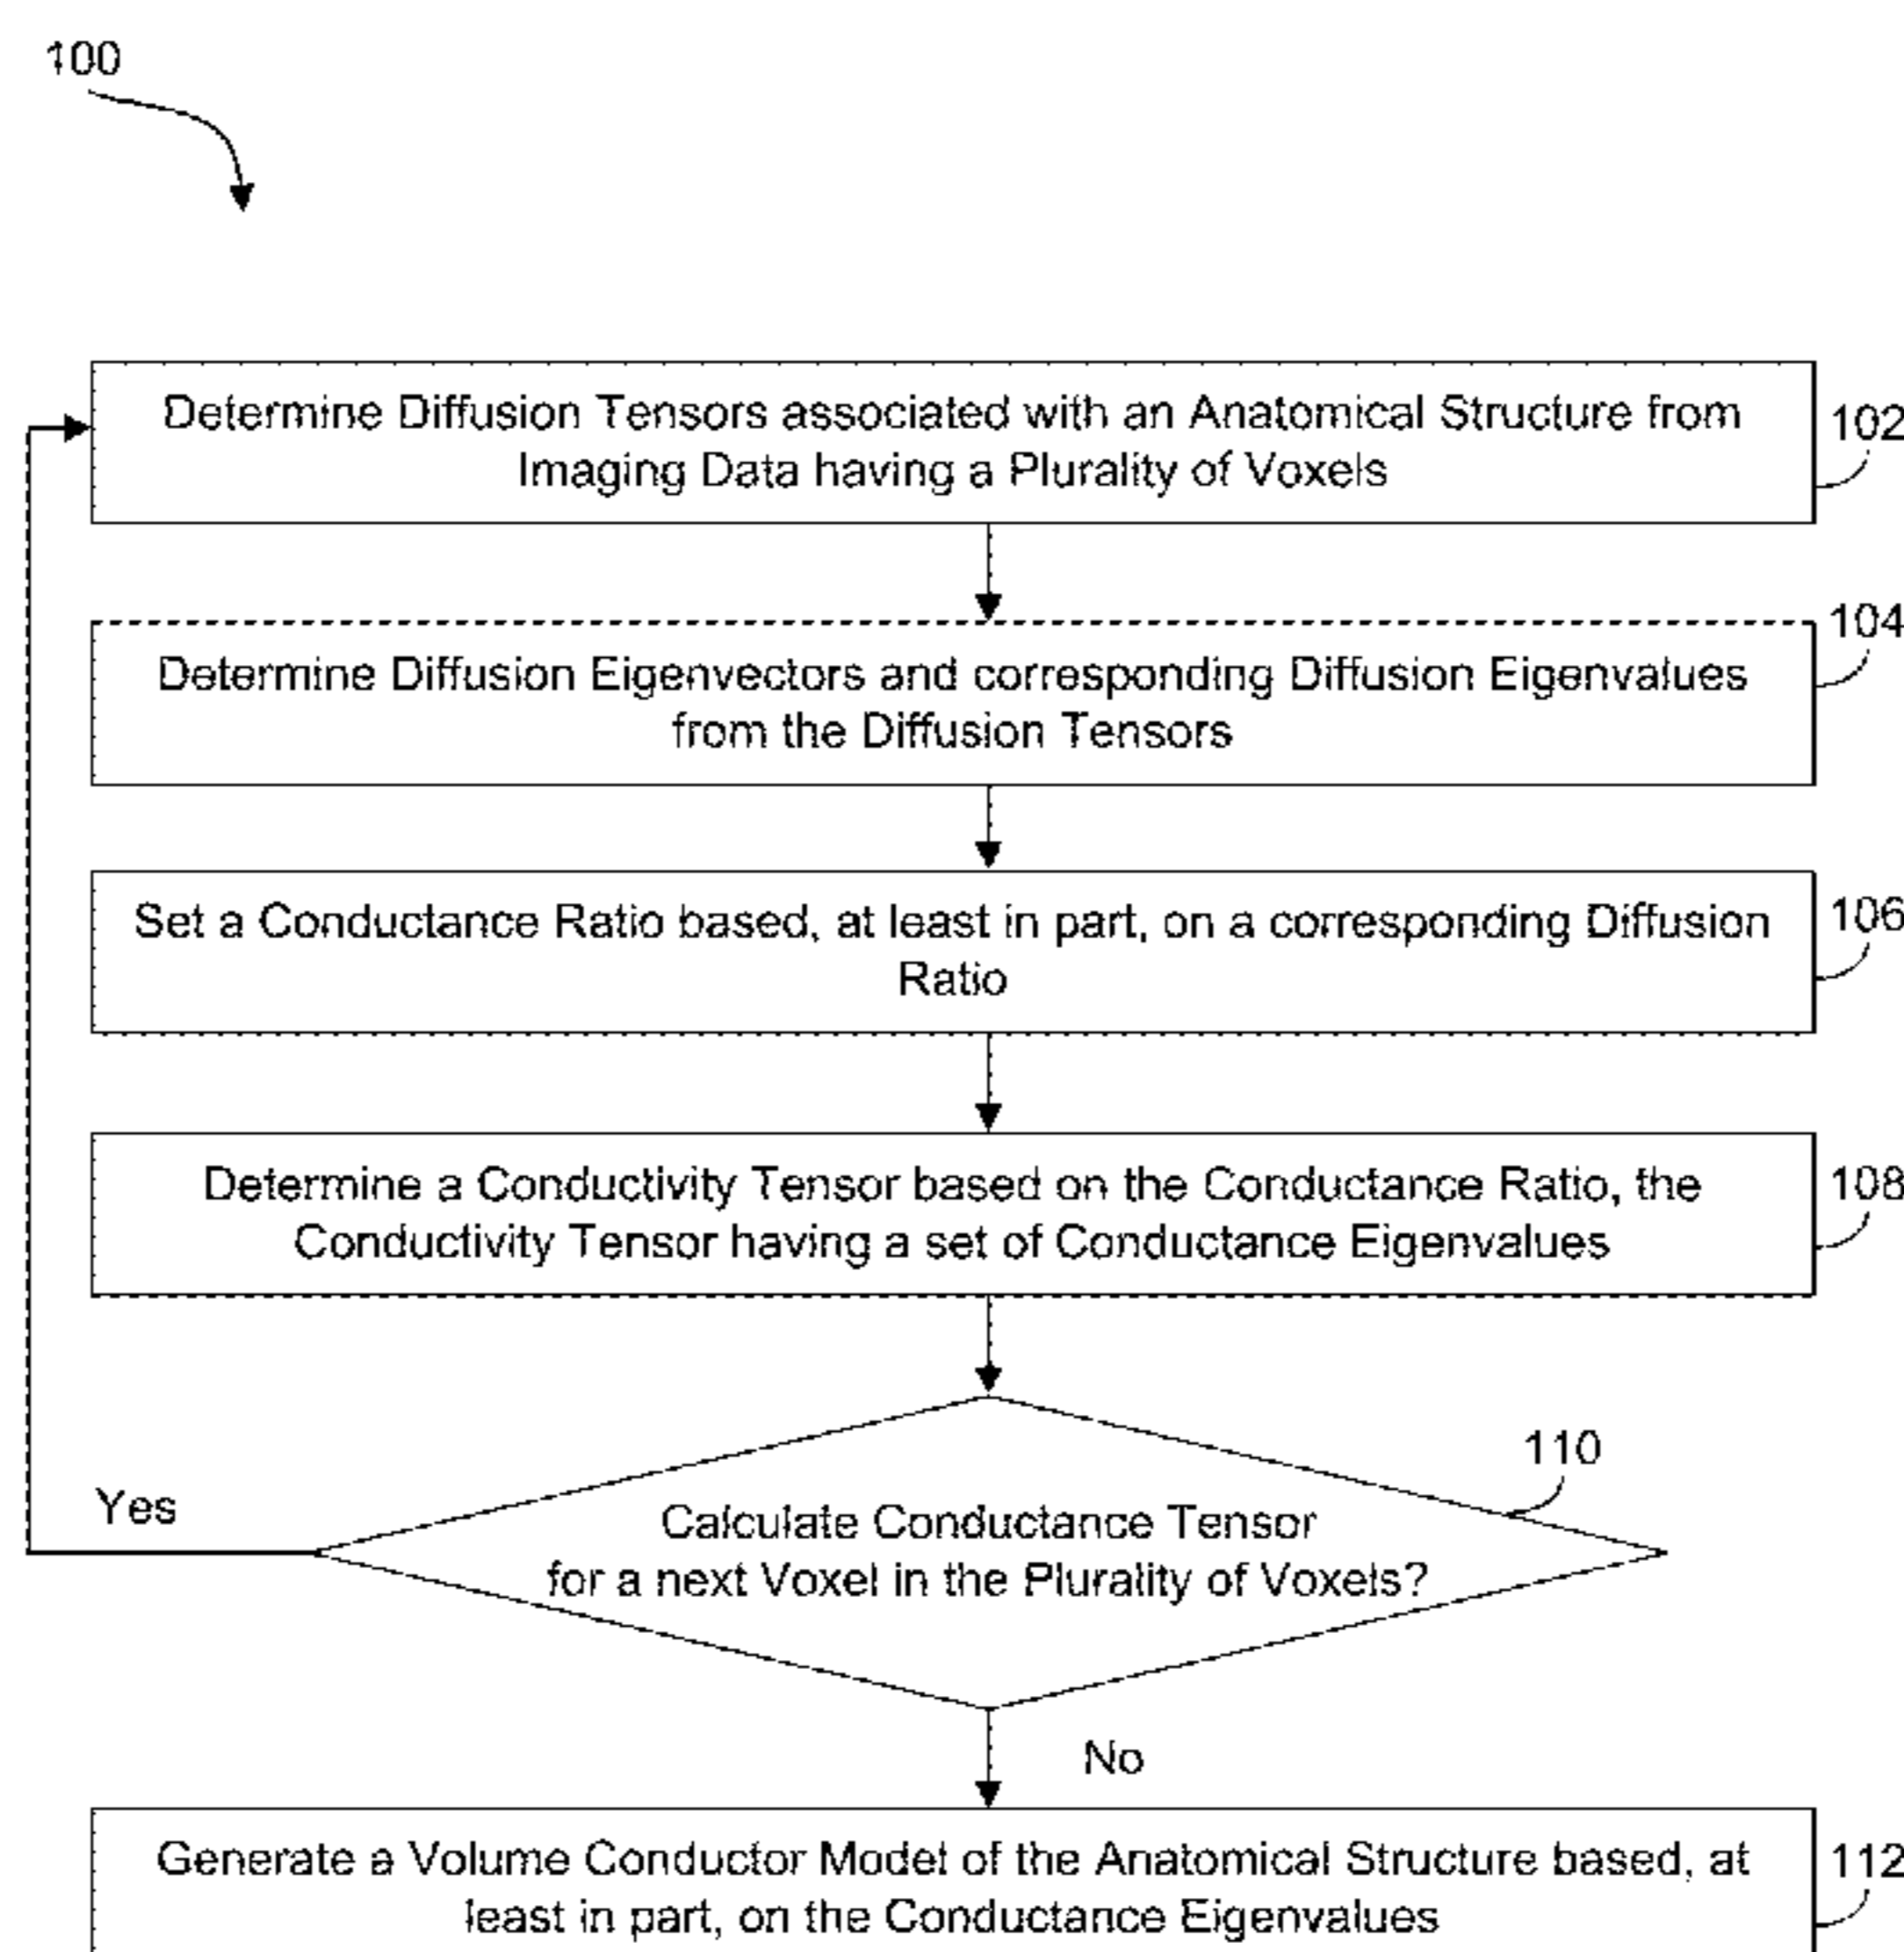 100
Determine Diffusion Tensors associated with an Anatomical Structure from
Imaging Data having a Plurality of Voxels
102
Determine Diffusion Eigenvectors and corresponding Diffusion Eigenvalues
from the Diffusion Tensors
104
Set a Conductance Ratio based, at least in part, on a corresponding Diffusion
Ratio
106
Determine a Conductivity Tensor based on the Conductance Ratio, the
Conductivity Tensor having a set of Conductance Eigenvalues
108
110
Calculate Conductance Tensor
for a next Voxel in the Plurality of Voxels?
Yes
No
Generate a Volume Conductor Model of the Anatomical Structure based, at
least in part, on the Conductance Eigenvalues
112